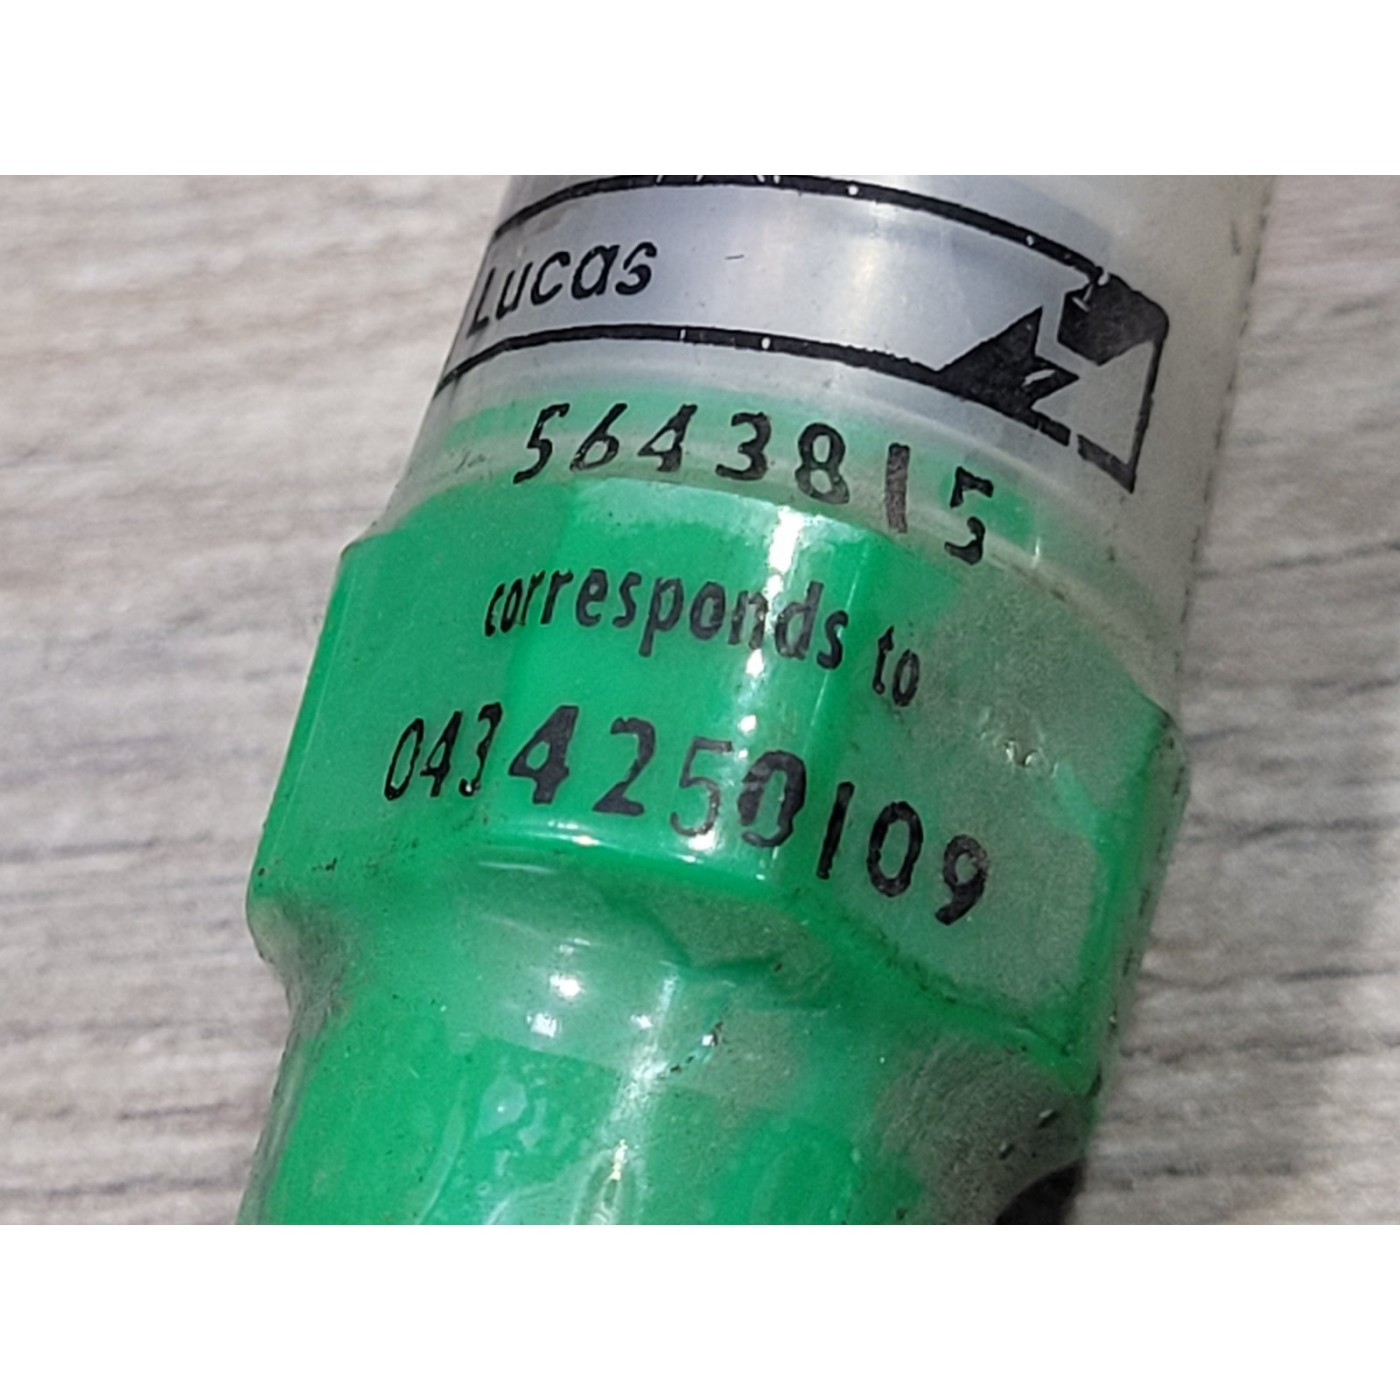 Lucas
5643815
corresponds to
0434250109